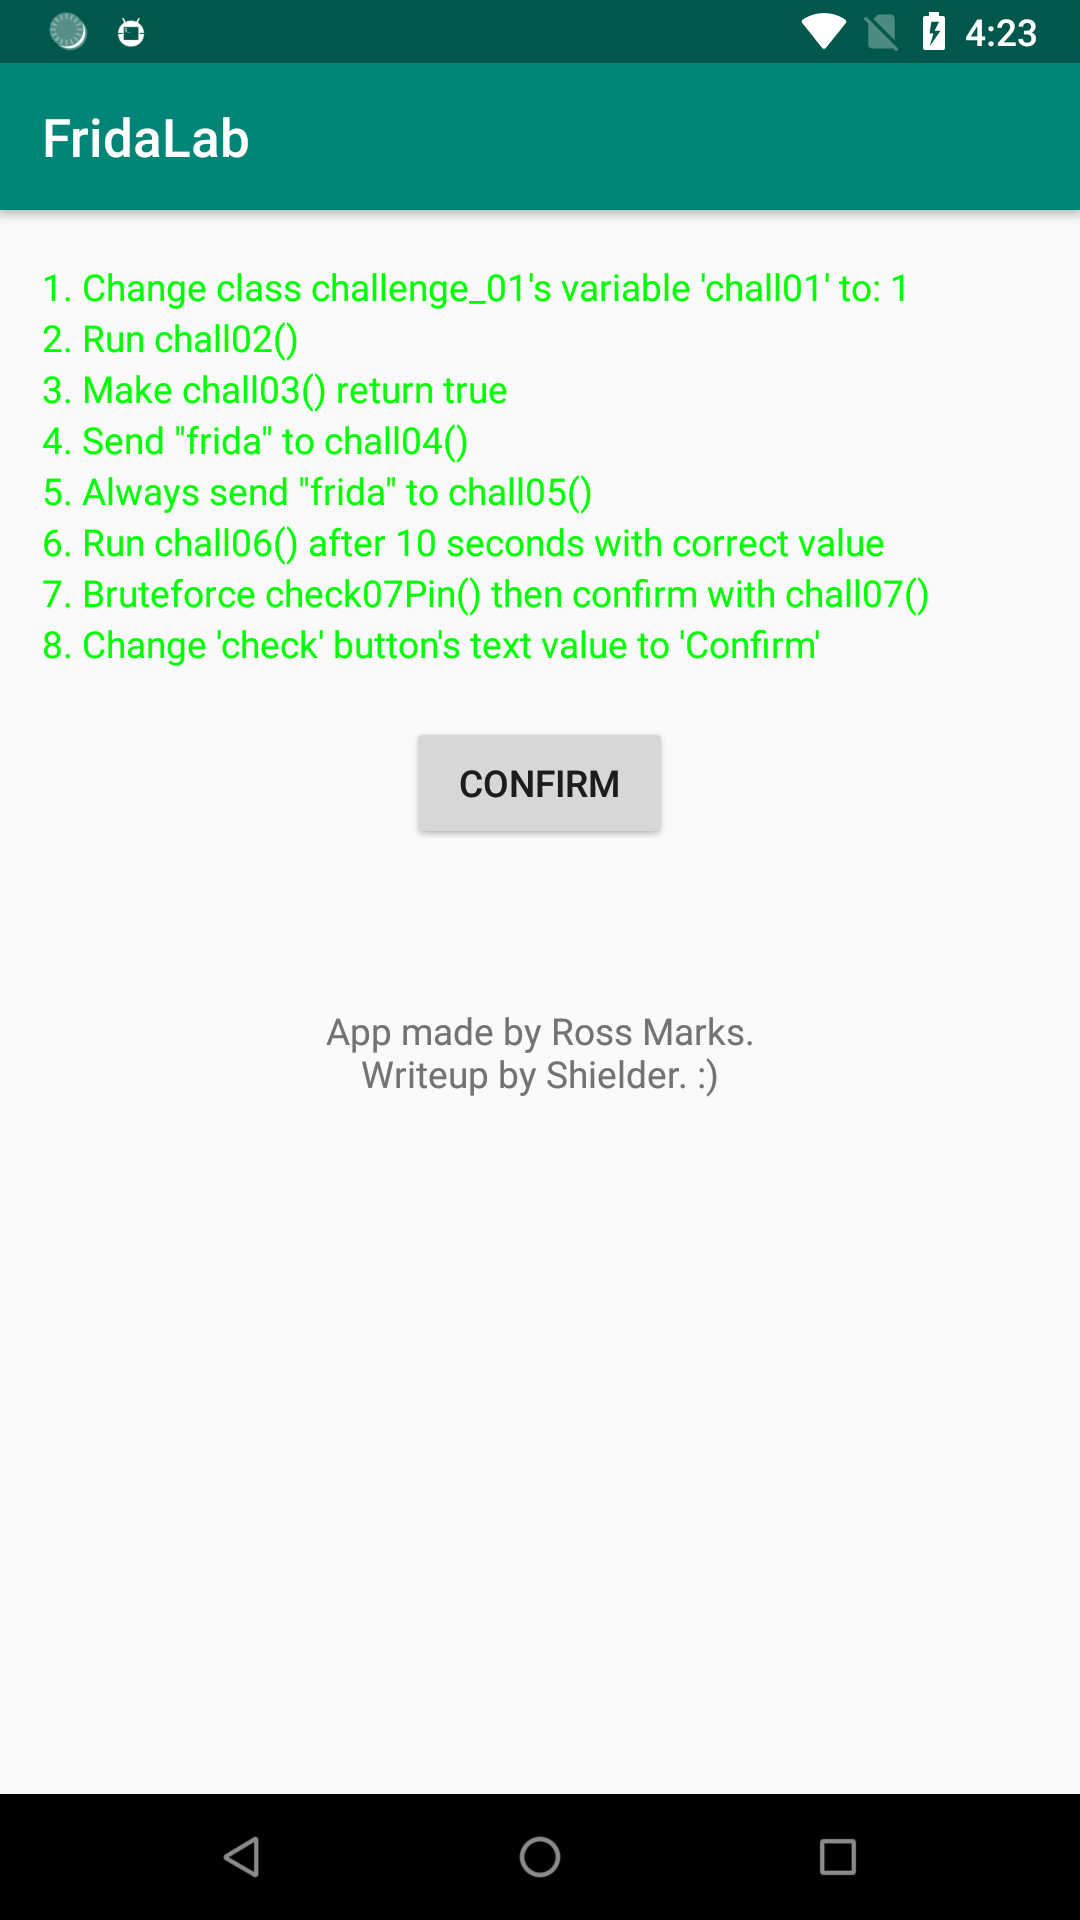 4:23
FridaLab
1. Change class challenge_01's variable 'chall01' to: 1
2. Run chall02()
3. Make chall03() return true
4. Send "frida" to chall04()
5. Always send "frida" to chall05()
6. Run chall06() after 10 seconds with correct value
7. Bruteforce check07Pin() then confirm with chall07()
8. Change 'check' button's text value to 'Confirm'
CONFIRM
App made by Ross Marks.
Writeup by Shielder. :)